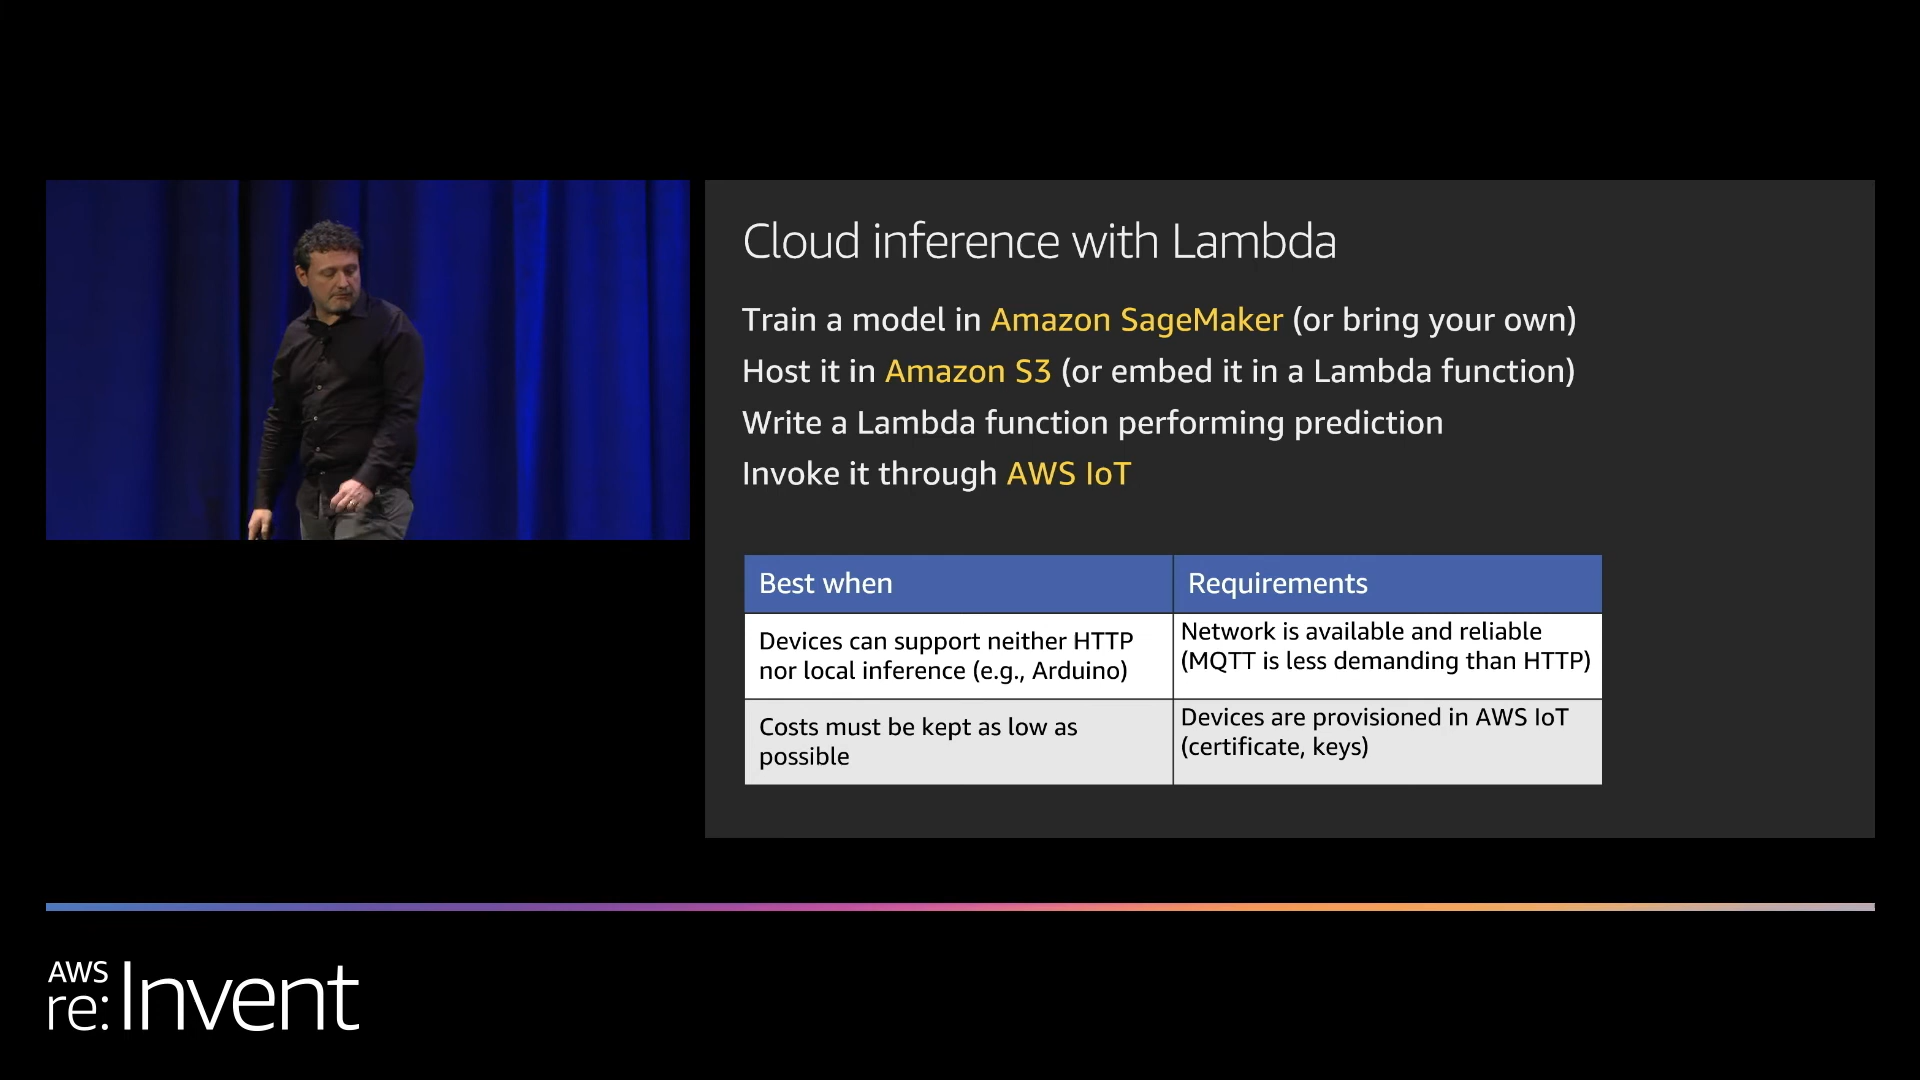 Cloud inference with Lambda
Train a model in Amazon SageMaker (or bring your own)
Host it in Amazon S3 (or embed it in a Lambda function)
Write a Lambda function performing prediction
Invoke it through AWS IoT
Best when
Requirements
Devices can support neither HTTP
nor local inference (e.g., Arduino)
Network is available and reliable
(MQTT is less demanding than HTTP)
Costs must be kept as low as
possible
Devices are provisioned in AWS IoT
(certificate, keys)
AWS
re:Invent